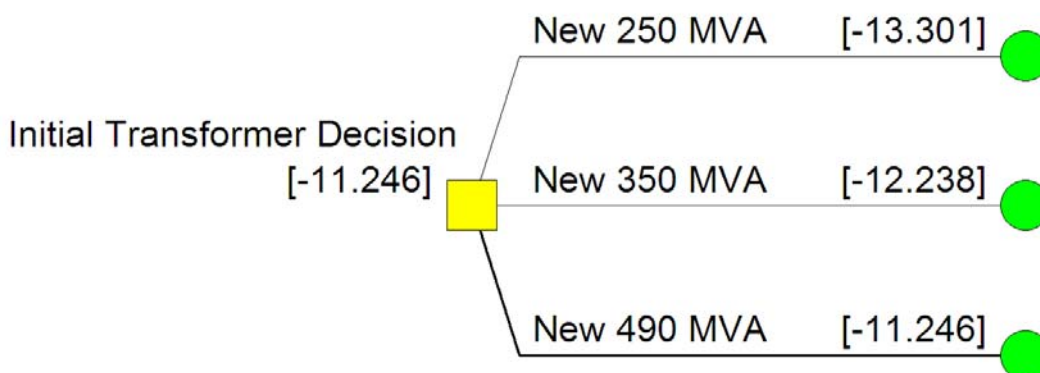 New 250 MVA [-13.301]
Initial Transformer Decision
[-11.246]
New 350 MVA [-12.238]
New 490 MVA [-11.246]